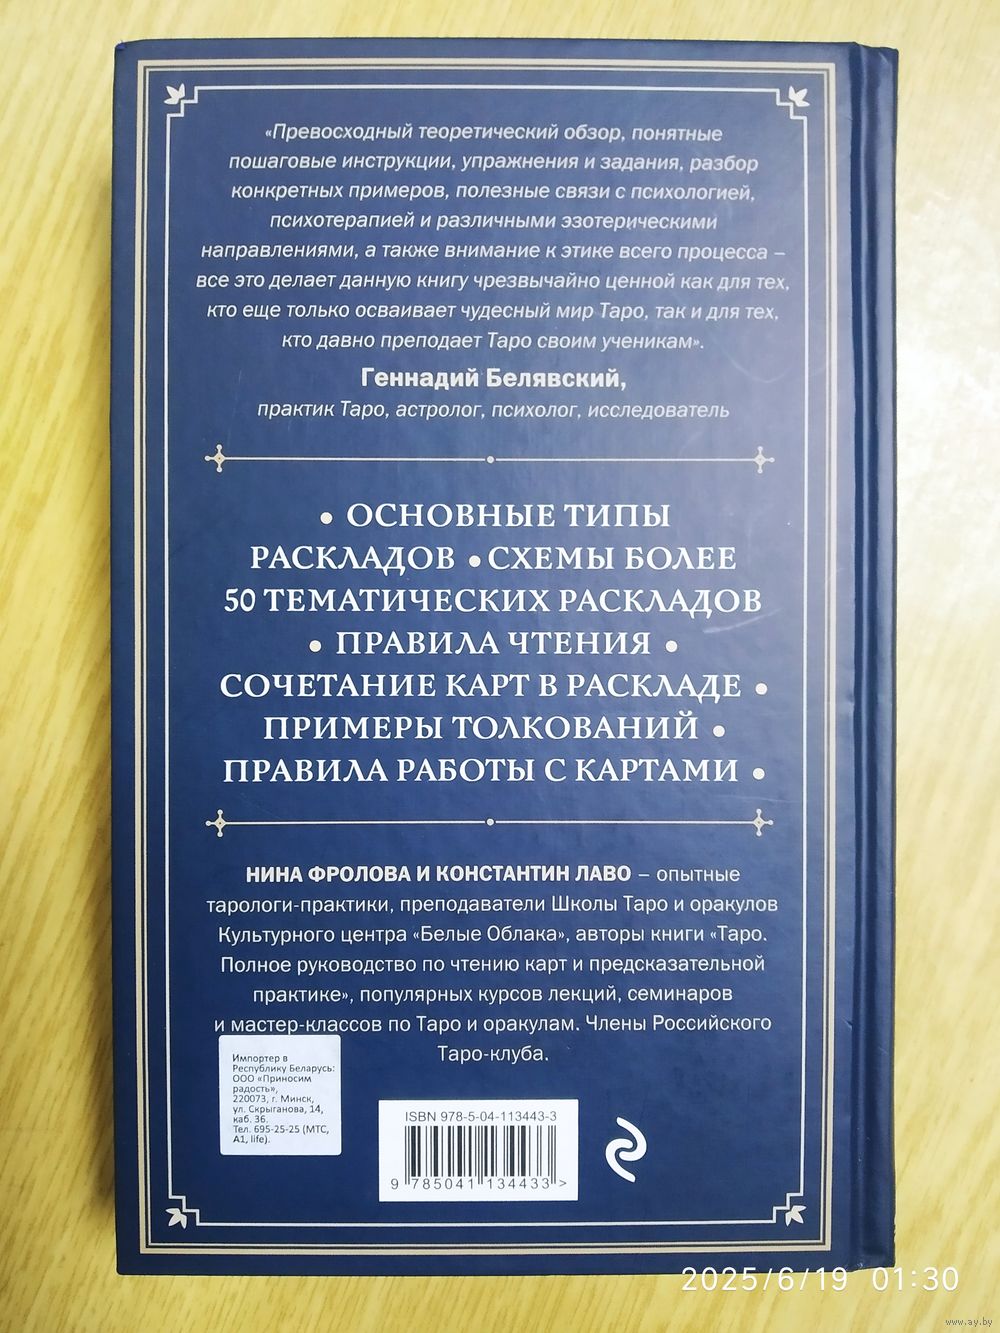 «Превосходный теоретический обзор, понятные
пошаговые инструкции, упражнения и задания, разбор
конкретных примеров, полезные связи с психологией,
психотерапией и различными эзотерическими
направлениями, а также внимание к этике всего процесса –
все это делает данную книгу чрезвычайно ценной как для тех,
кто еще только осваивает чудесный мир Таро, так и для тех,
кто давно преподает Таро своим ученикам».
Геннадий Белявский,
практик Таро, астролог, психолог, исследователь
• ОСНОВНЫЕ ТИПЫ
РАСКЛАДОВ • СХЕМЫ БОЛЕЕ
50 ТЕМАТИЧЕСКИХ РАСКЛАДОВ
• ПРАВИЛА ЧТЕНИЯ •
СОЧЕТАНИЕ КАРТ В РАСКЛАДЕ •
ПРИМЕРЫ ТОЛКОВАНИЙ •
ПРАВИЛА РАБОТЫ С КАРТАМИ •
НИНА ФРОЛОВА И КОНСТАНТИН ЛАВО – опытные
тарологи-практики, преподаватели Школы Таро и оракулов
Культурного центра «Белые Облака», авторы книги «Таро.
Полное руководство по чтению карт и предсказательной
практике», популярных курсов лекций, семинаров
и мастер-классов по Таро и оракулам. Члены Российского
Таро-клуба.
Импортер в
Республику Беларусь:
ООО «Приносим
радость»,
220073, г. Минск,
ул. Скрыганова, 14,
каб. 36.
Тел. 695-25-25 (МТС,
А1, life).
ISBN 978-5-04-113443-3
9 785041 134433 >
2025/6/19 01:30
www.ay.by